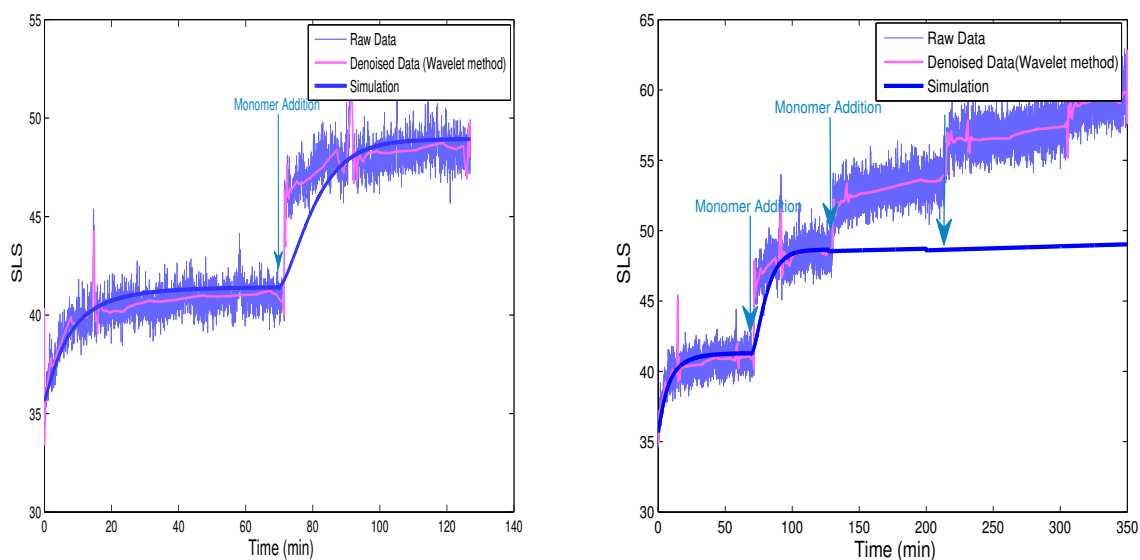 55
50
45
40
35
30
SLS
0
20
40
60
80
100
120
140
Time (min)
Raw Data
Denoised Data (Wavelet method)
Simulation
Monomer Addition
65
60
55
50
45
40
35
30
SLS
0
50
100
150
200
250
300
350
Time (min)
Raw Data
Denoised Data(Wavelet method)
Simulation
Monomer Addition
Monomer Addition